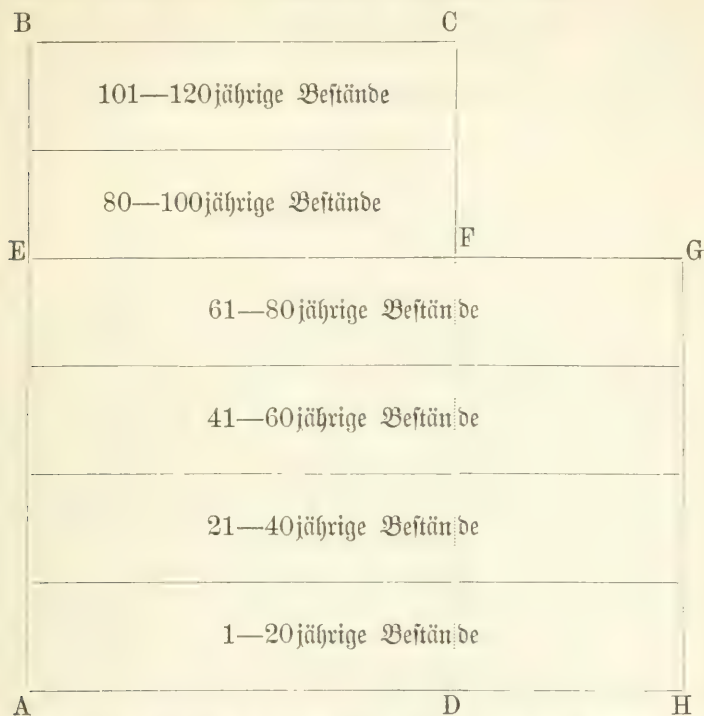 B C
101—120jährige Beſtände
80—100jährige Beſtände
E F G
61—80jährige Beſtände
41—60jährige Beſtände
21—40jährige Beſtände
1—20jährige Beſtände
A D H